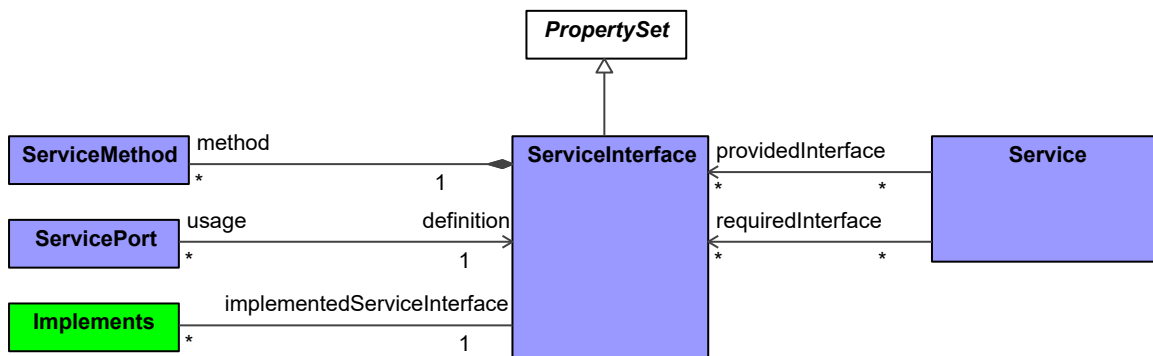 PropertySet
ServiceMethod
method
*
1
ServiceInterface
providedInterface
*
*
Service
ServicePort
usage
*
definition
1
requiredInterface
*
*
Implements
*
implementedServiceInterface
1